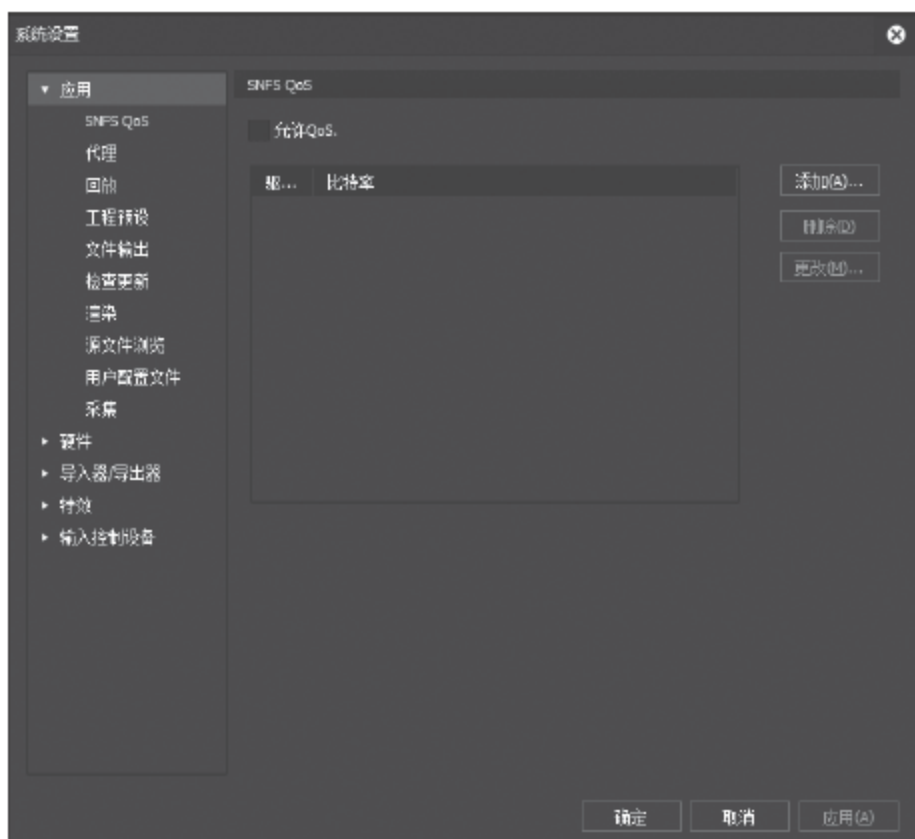 系统设置
应用
SNFS QoS
代理
回放
工程预设
文件输出
检查更新
渲染
源文件浏览
用户配置文件
采集
硬件
导入器/导出器
特效
输入控制设备
SNFS QoS
允许QoS.
驱... 比特率
添加(A)...
删除(D)
更改(M)...
确定 取消 应用(A)